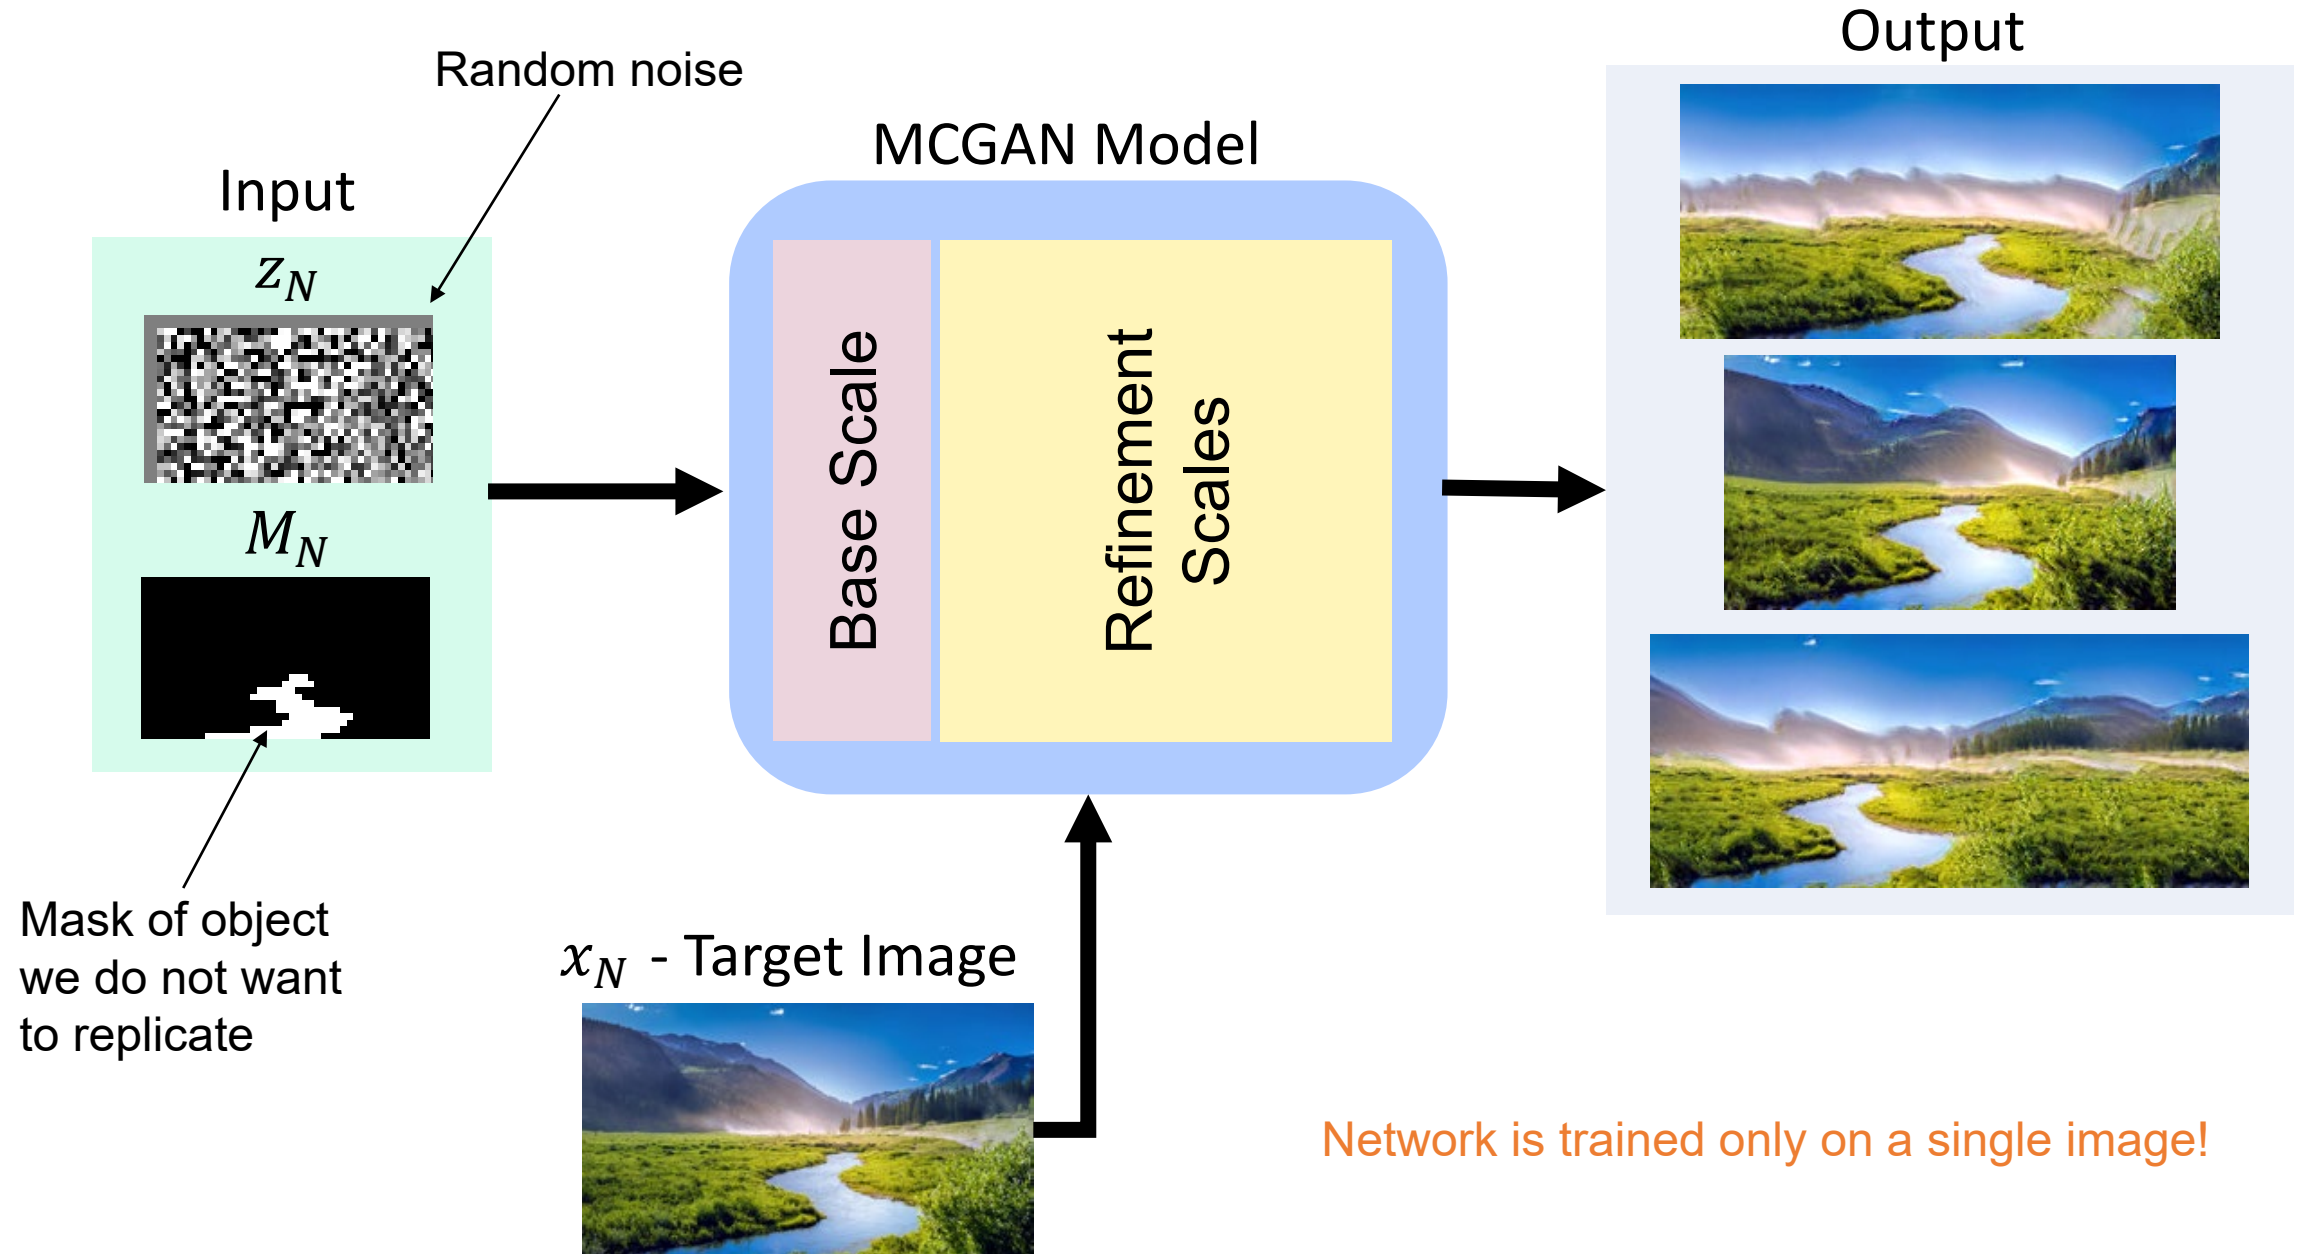 Output
Random noise
MCGAN Model
Input
z_N
Base Scale
Refinement
Scales
M_N
Mask of object
we do not want
to replicate
x_N - Target Image
Network is trained only on a single image!